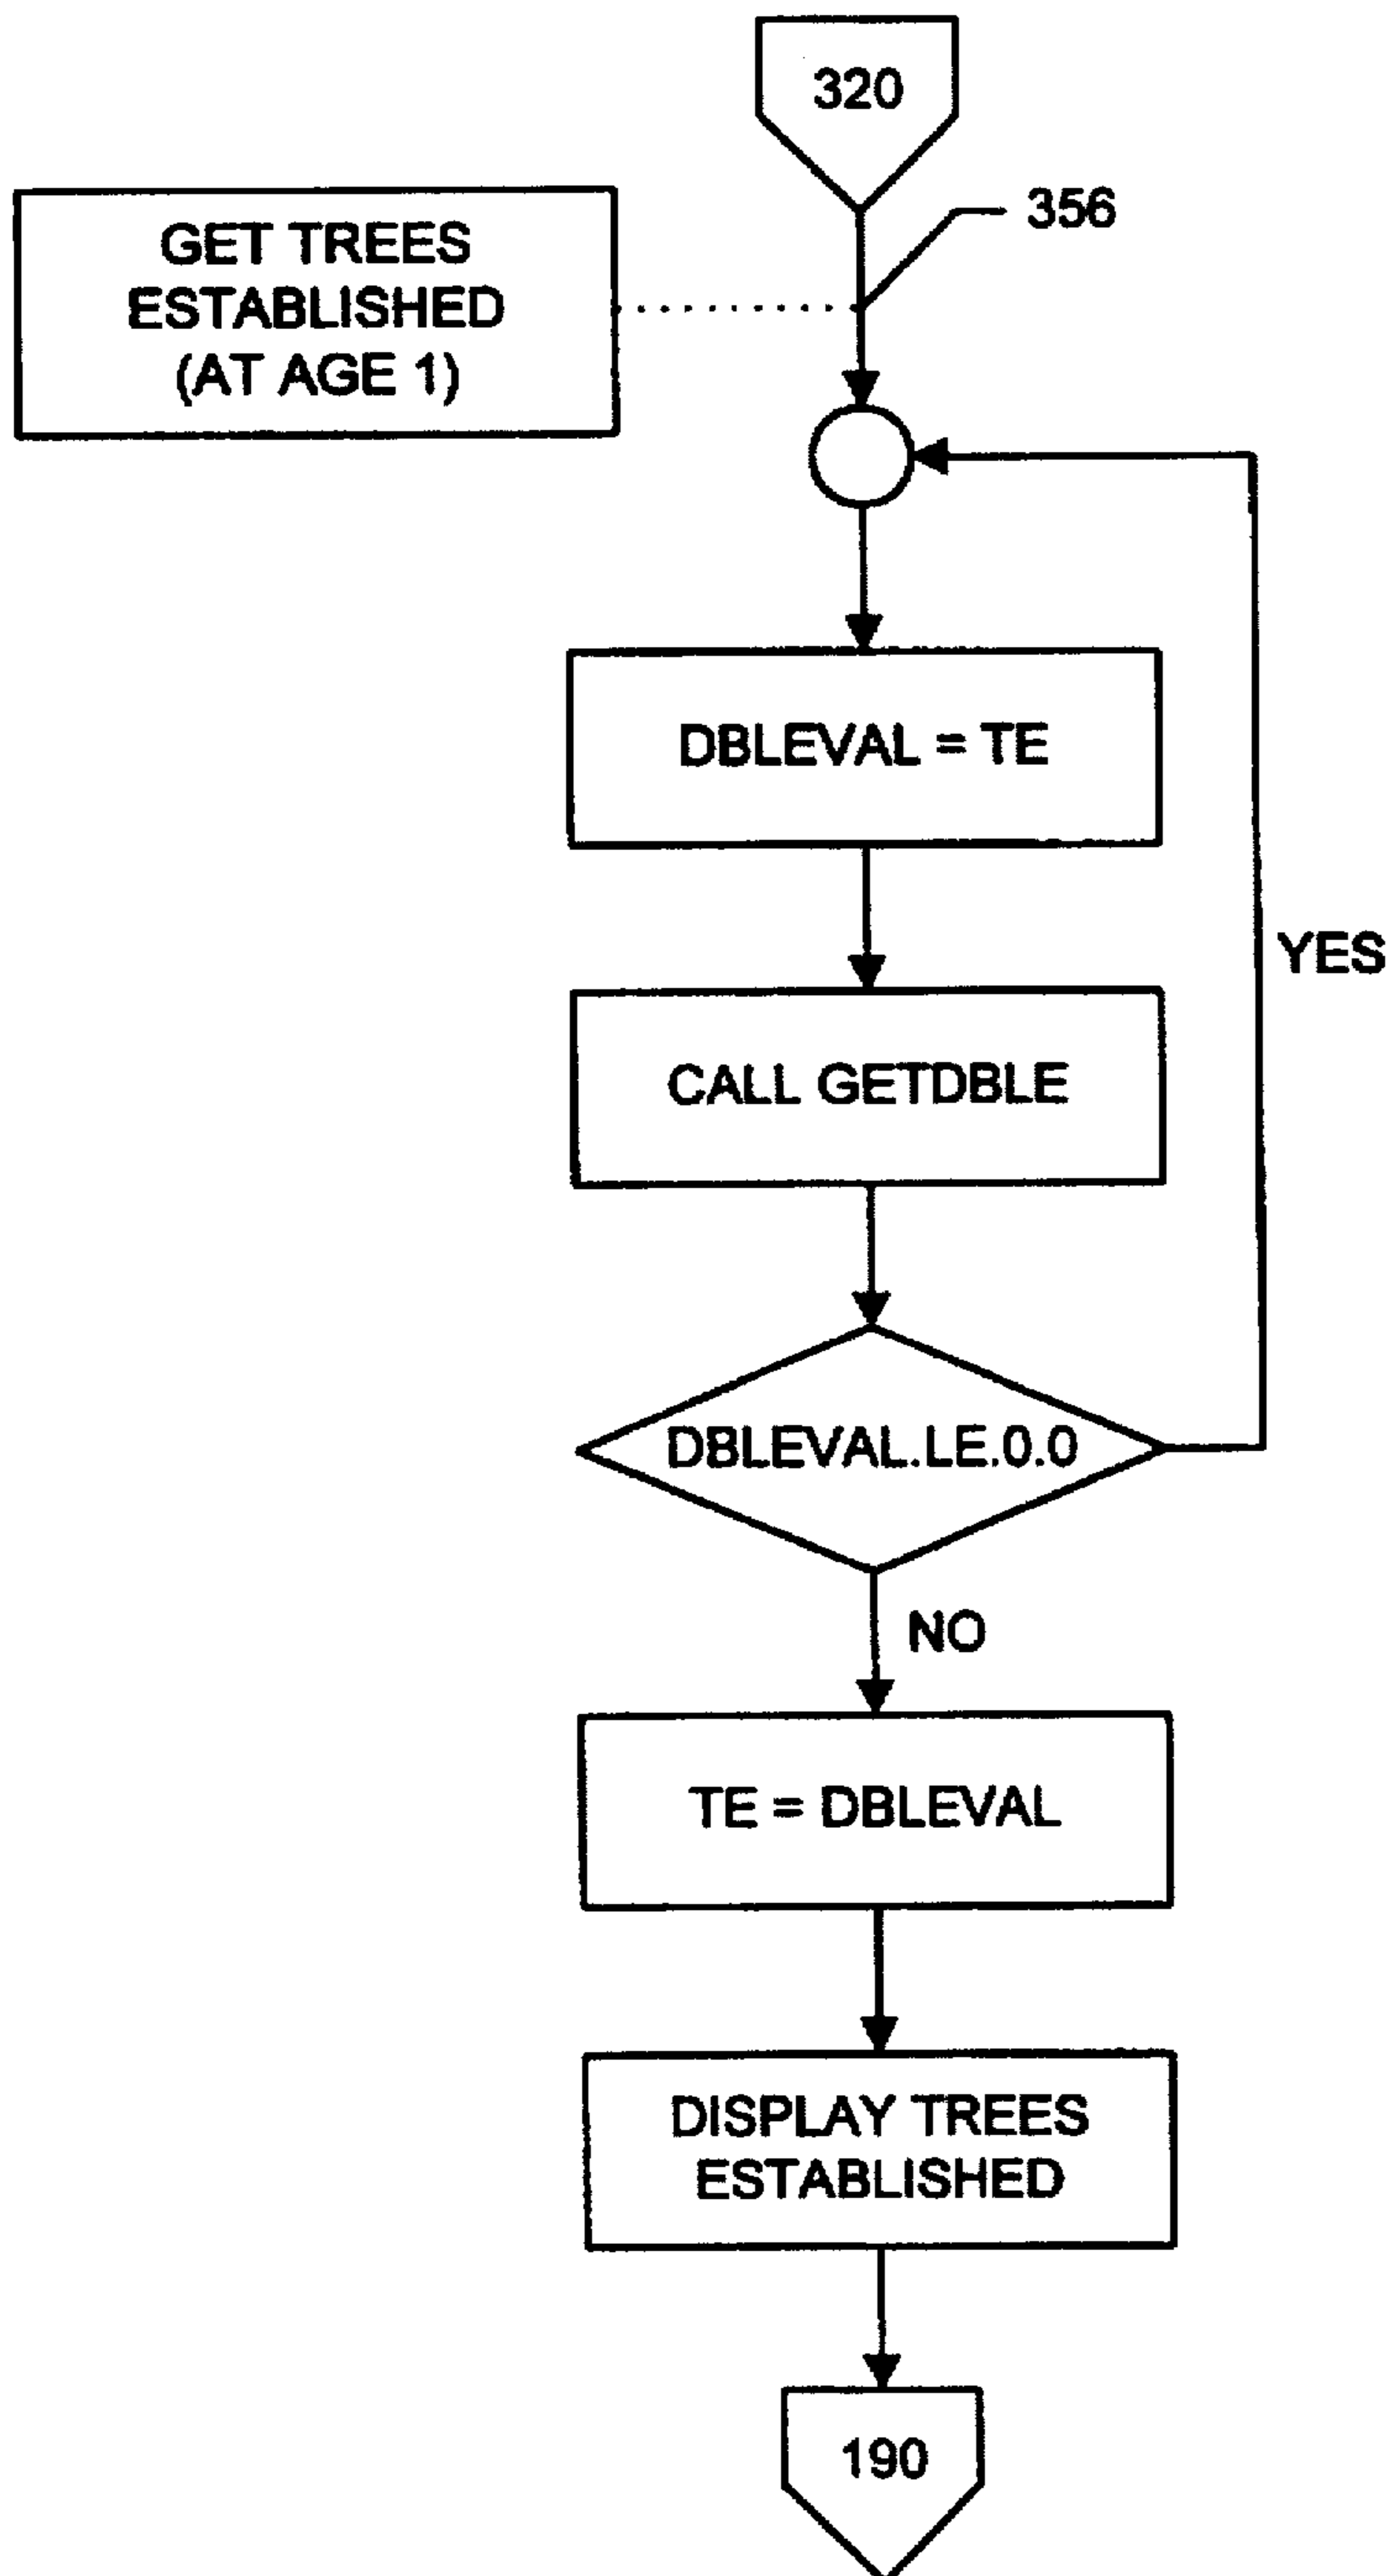 320
356
GET TREES
ESTABLISHED
(AT AGE 1)
DBLEVAL = TE
YES
CALL GETDBLE
DBLEVAL.LE.0.0
NO
TE = DBLEVAL
DISPLAY TREES
ESTABLISHED
190